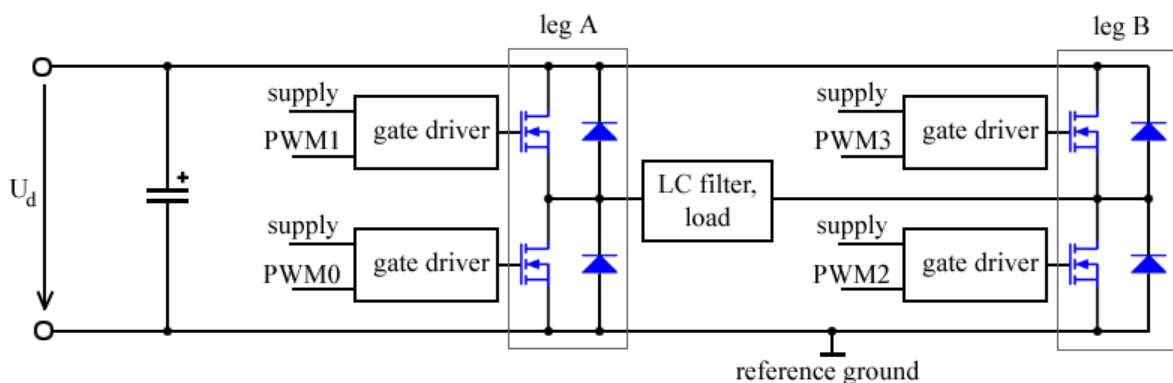 leg A
leg B
supply
PWM1
gate driver
supply
PWM3
gate driver
U_d
LC filter,
load
supply
PWM0
gate driver
supply
PWM2
gate driver
reference ground